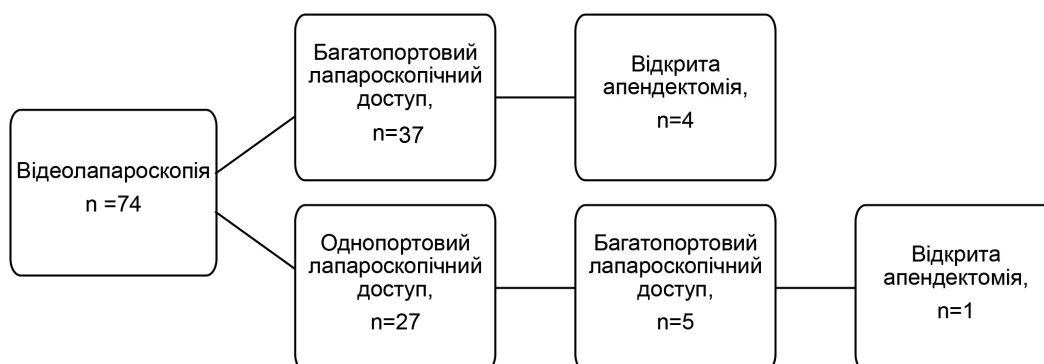 Відеолапароскопія
n =74
Багатопортовий
лапароскопічний
доступ,
n=37
Відкрита
апендектомія,
n=4
Однопортовий
лапароскопічний
доступ,
n=27
Багатопортовий
лапароскопічний
доступ,
n=5
Відкрита
апендектомія,
n=1